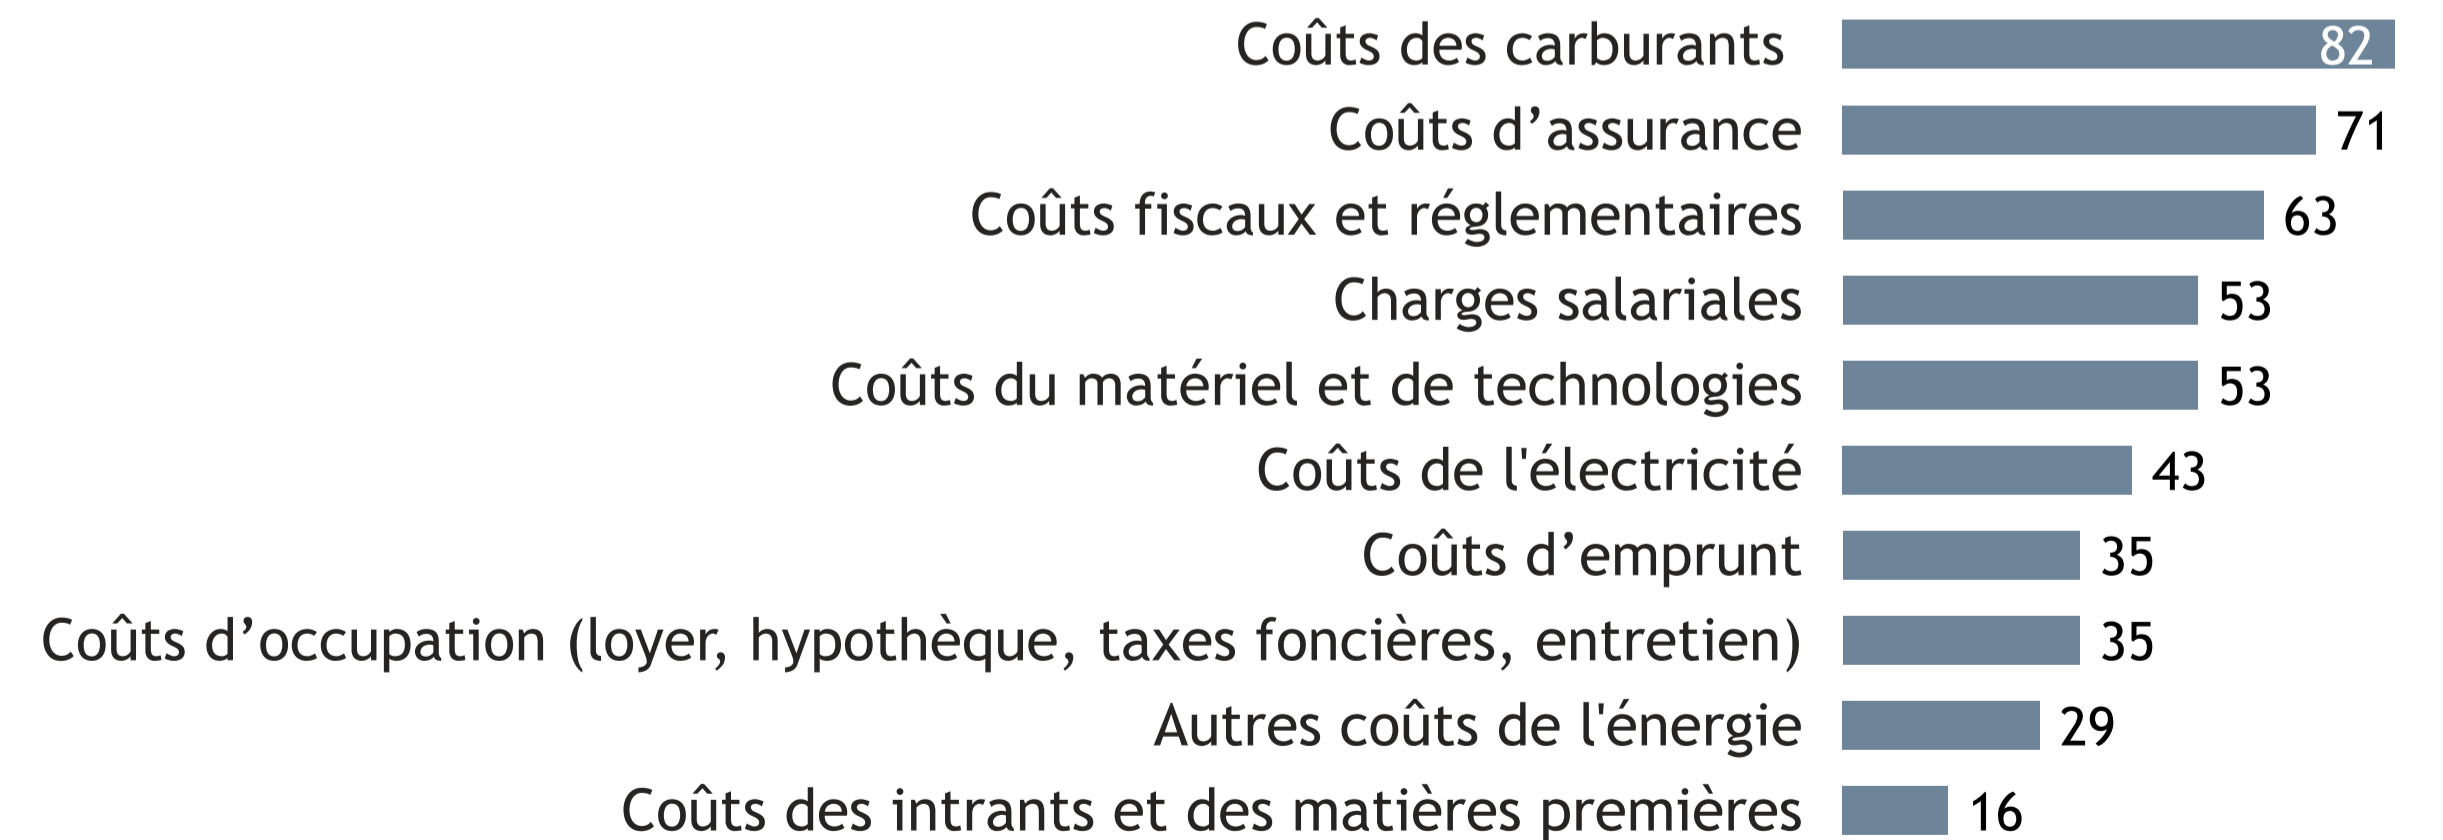 Coûts des carburants 82
Coûts d’assurance 71
Coûts fiscaux et réglementaires 63
Charges salariales 53
Coûts du matériel et de technologies 53
Coûts de l'électricité 43
Coûts d’emprunt 35
Coûts d’occupation (loyer, hypothèque, taxes foncières, entretien) 35
Autres coûts de l'énergie 29
Coûts des intrants et des matières premières 16